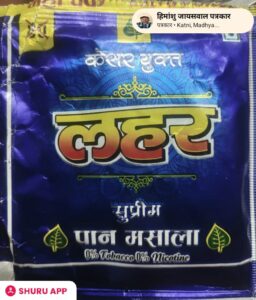 हिमांशु जायसवाल पत्रकार
पत्रकार • Katni, Madhya...
केसर युक्त
लहर
सुप्रीम
पान मसाला
0% Tobacco 0% Nicotine
SHURU APP